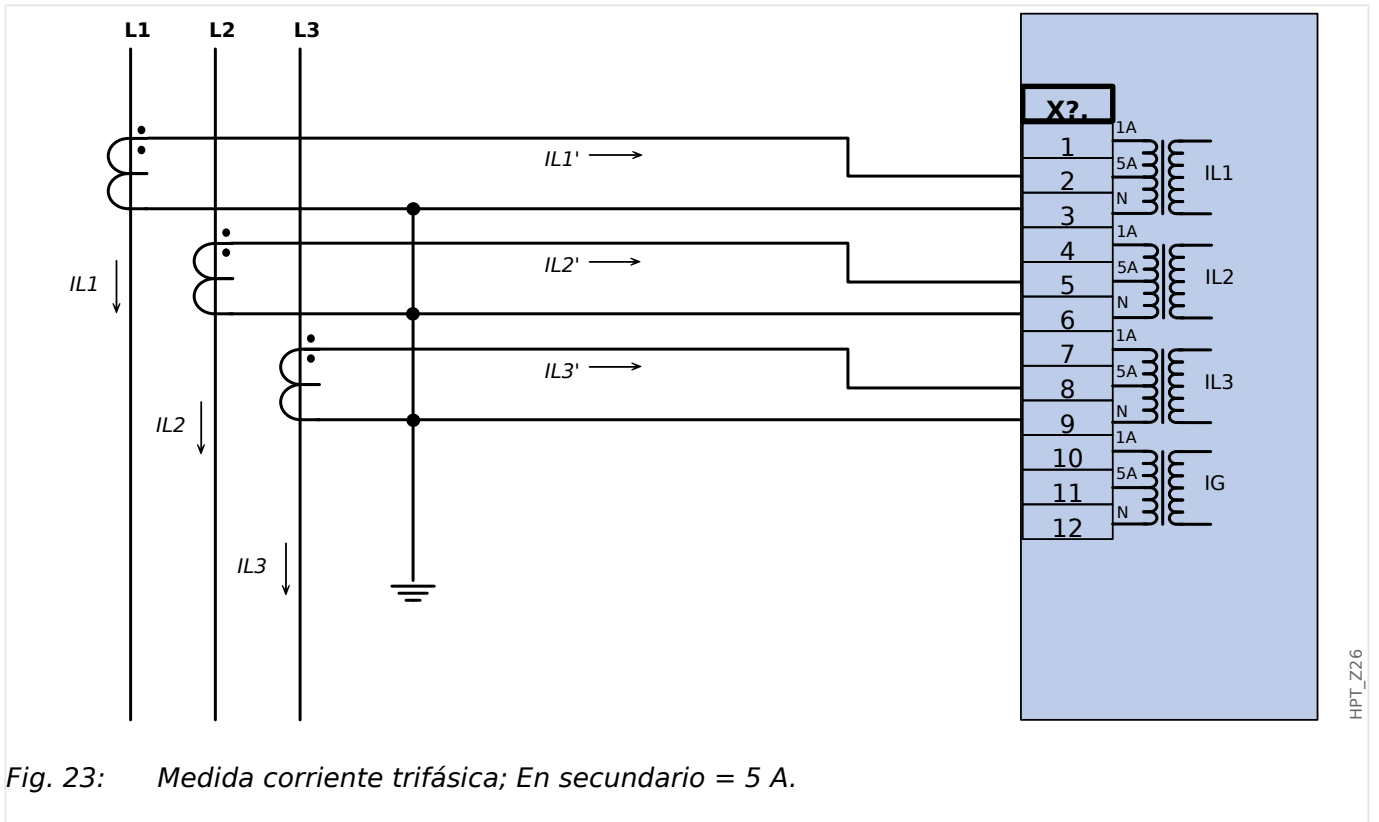 L1 L2 L3
X?.
1 1A
IL1' 5A IL1
2
N
3
1A
4
IL2' 5A IL2
IL1 5
N
6
1A
7
IL3' 5A IL3
8
N
IL2 9
1A
10
5A IG
11
N
12
IL3
HPT_Z26
Fig. 23: Medida corriente trifásica; En secundario = 5 A.